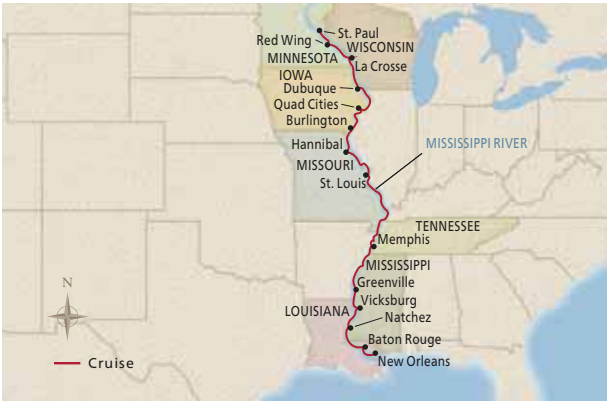 St. Paul
Red Wing
WISCONSIN
MINNESOTA
La Crosse
IOWA
Dubuque
Quad Cities
Burlington
Hannibal
MISSISSIPPI RIVER
MISSOURI
St. Louis
TENNESSEE
Memphis
MISSISSIPPI
Greenville
Vicksburg
LOUISIANA
Natchez
Baton Rouge
New Orleans
N
Cruise